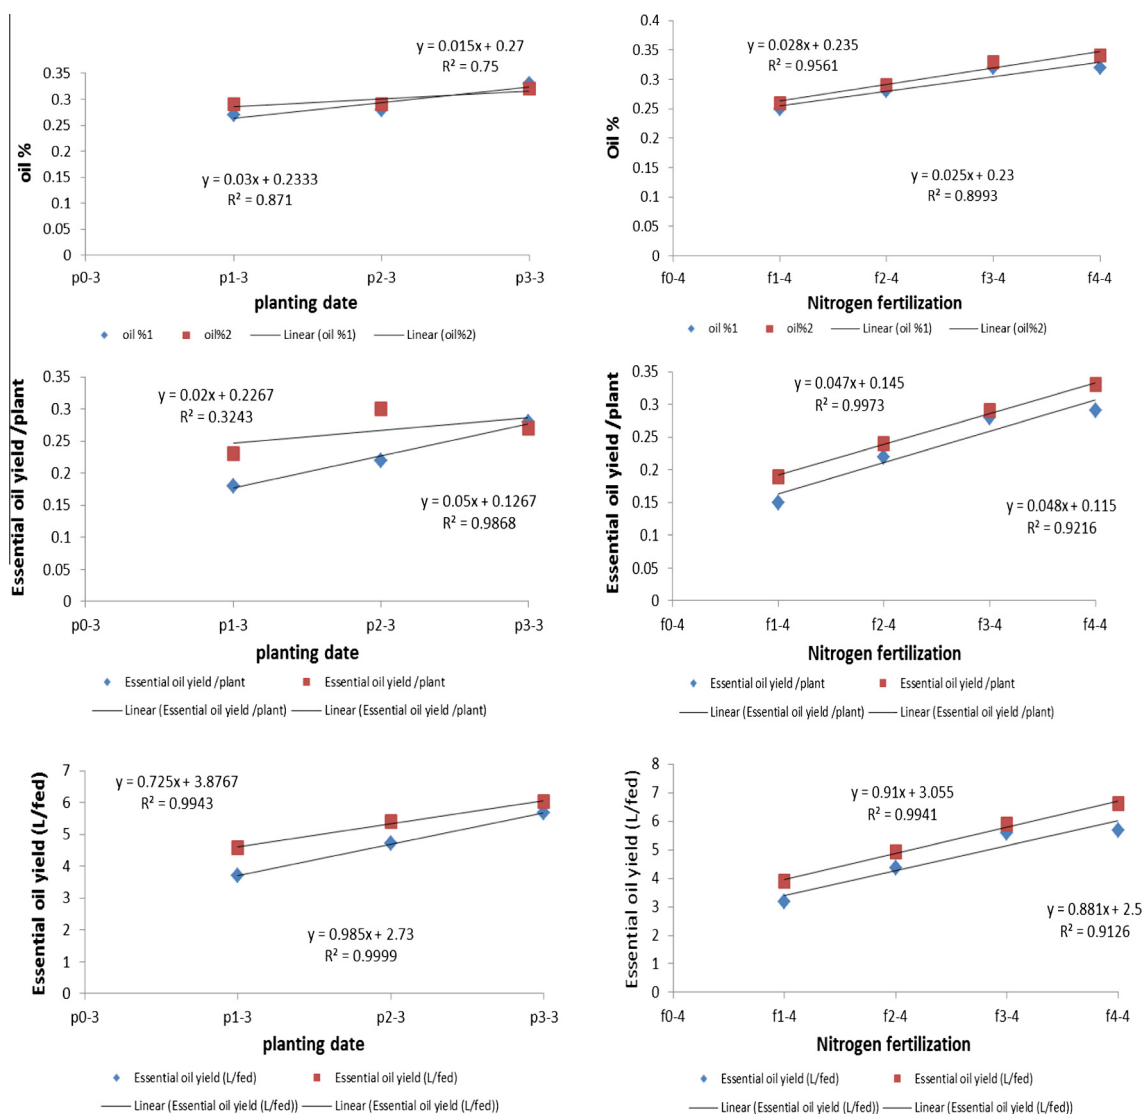 y = 0.015x + 0.27
R² = 0.75
0.35
0.3
0.25
0.2
0.15
0.1
0.05
0
oil %
y = 0.03x + 0.2333
R² = 0.871
p0-3 p1-3 p2-3 p3-3
planting date
oil %1 oil%2 Linear (oil %1) Linear (oil%2)
0.4
0.35
0.3
0.25
0.2
0.15
0.1
0.05
0
Oil %
y = 0.028x + 0.235
R² = 0.9561
y = 0.025x + 0.23
R² = 0.8993
f0-4 f1-4 f2-4 f3-4 f4-4
Nitrogen fertilization
oil %1 oil%2 Linear (oil %1) Linear (oil%2)
0.35
0.3
0.25
0.2
0.15
0.1
0.05
0
Essential oil yield /plant
y = 0.02x + 0.2267
R² = 0.3243
y = 0.05x + 0.1267
R² = 0.9868
p0-3 p1-3 p2-3 p3-3
planting date
Essential oil yield /plant Essential oil yield /plant
Linear (Essential oil yield /plant) Linear (Essential oil yield /plant)
0.35
0.3
0.25
0.2
0.15
0.1
0.05
0
Essential oil yield /plant
y = 0.047x + 0.145
R² = 0.9973
y = 0.048x + 0.115
R² = 0.9216
f0-4 f1-4 f2-4 f3-4 f4-4
Nitrogen fertilization
Essential oil yield /plant Essential oil yield /plant
Linear (Essential oil yield /plant) Linear (Essential oil yield /plant)
7
6
5
4
3
2
1
0
Essential oil yield (L/fed)
y = 0.725x + 3.8767
R² = 0.9943
y = 0.985x + 2.73
R² = 0.9999
p0-3 p1-3 p2-3 p3-3
planting date
Essential oil yield (L/fed) Essential oil yield (L/fed)
Linear (Essential oil yield (L/fed)) Linear (Essential oil yield (L/fed))
8
7
6
5
4
3
2
1
0
Essential oil yield (L/fed)
y = 0.91x + 3.055
R² = 0.9941
y = 0.881x + 2.5
R² = 0.9126
f0-4 f1-4 f2-4 f3-4 f4-4
Nitrogen fertilization
Essential oil yield (L/fed) Essential oil yield (L/fed)
Linear (Essential oil yield (L/fed)) Linear (Essential oil yield (L/fed))